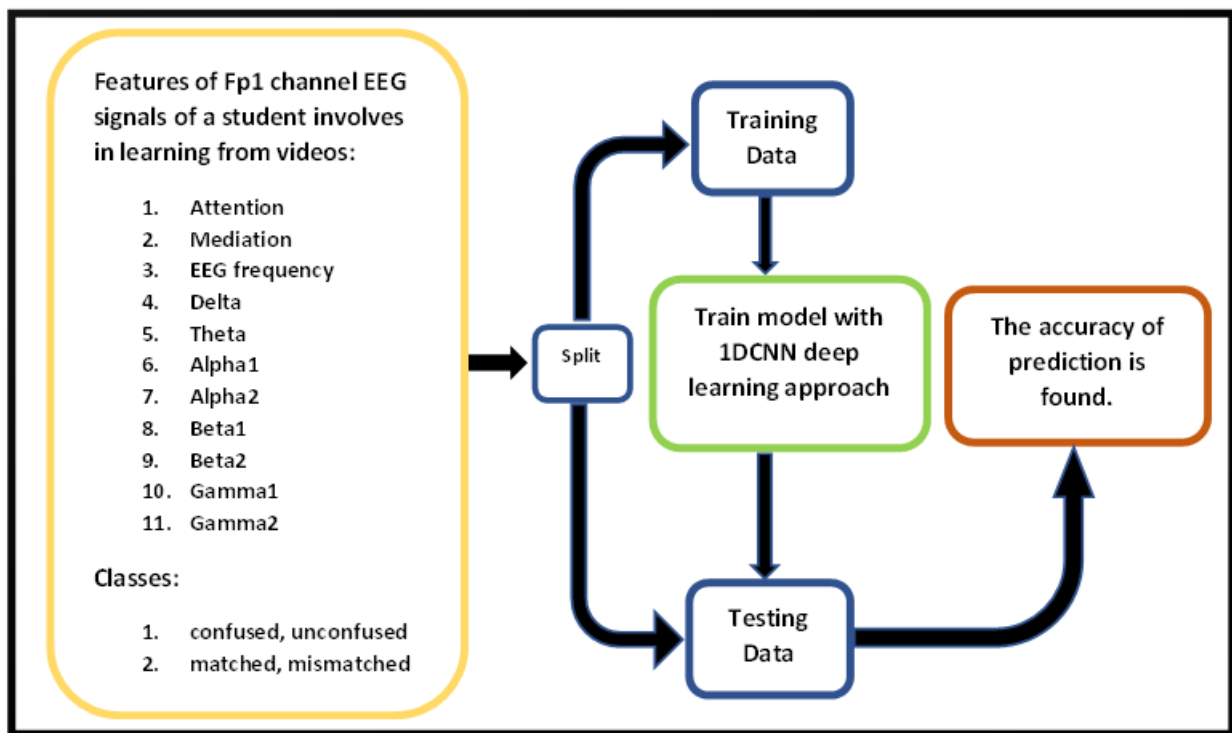 Features of Fp1 channel EEG
signals of a student involves
in learning from videos:
1. Attention
2. Mediation
3. EEG frequency
4. Delta
5. Theta
6. Alpha1
7. Alpha2
8. Beta1
9. Beta2
10. Gamma1
11. Gamma2
Classes:
1. confused, unconfused
2. matched, mismatched
Split
Training
Data
Train model with
1DCNN deep
learning approach
Testing
Data
The accuracy of
prediction is
found.